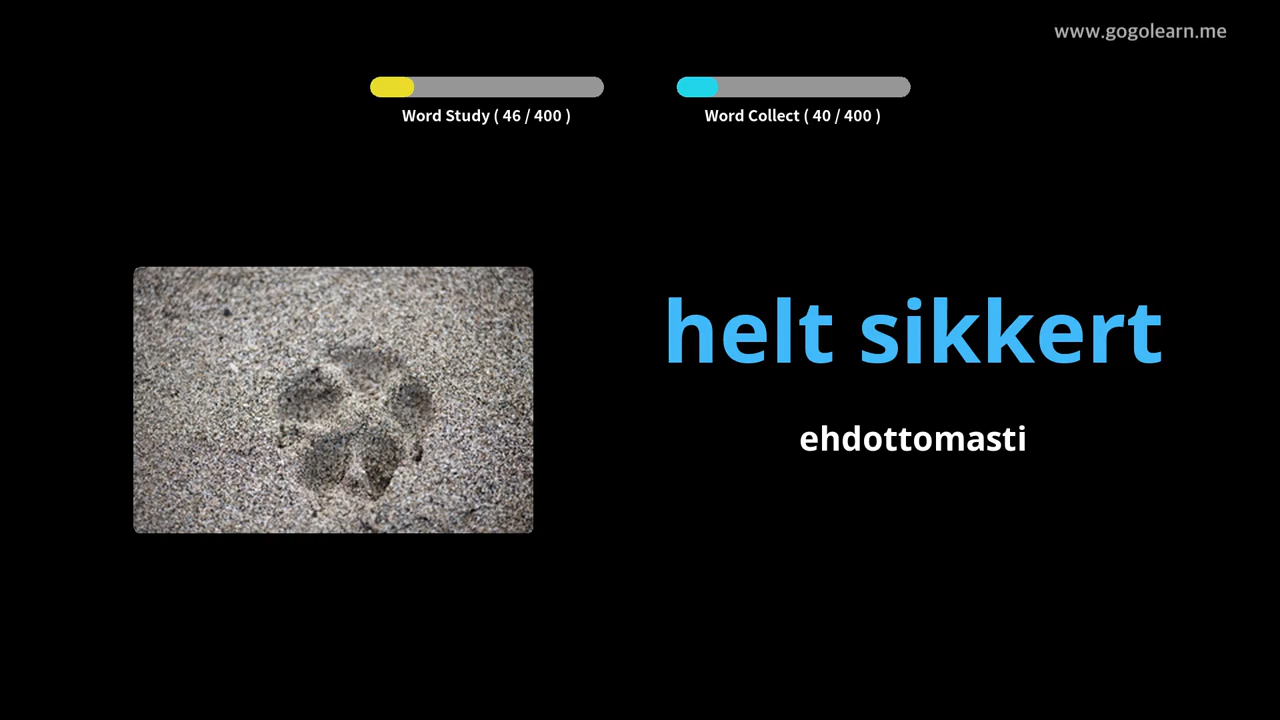 www.gogolearn.me
Word Study ( 46 / 400 )
Word Collect ( 40 / 400 )
helt sikkert
ehdottomasti